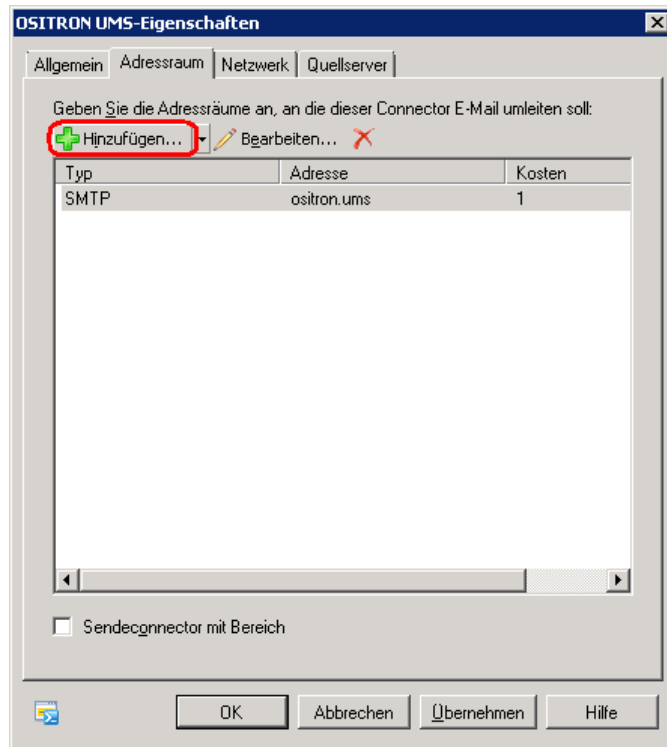 OSITRON UMS-Eigenschaften
Allgemein Adressraum Netzwerk Quellserver
Geben Sie die Adressräume an, an die dieser Connector E-Mail umleiten soll:
Hinzufügen... Bearbeiten...
Typ Adresse Kosten
SMTP ositron.ums 1
Sendeconnector mit Bereich
OK Abbrechen Übernehmen Hilfe